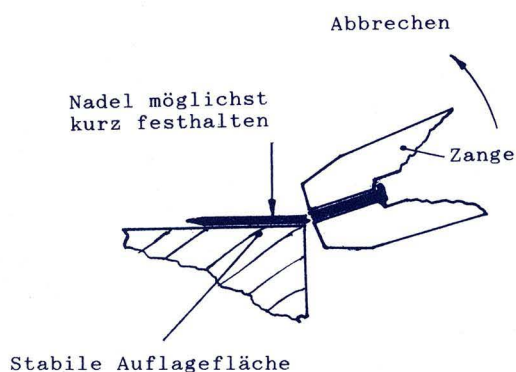 Abbrechen
Nadel möglichst
kurz festhalten
Zange
Stabile Auflagefläche